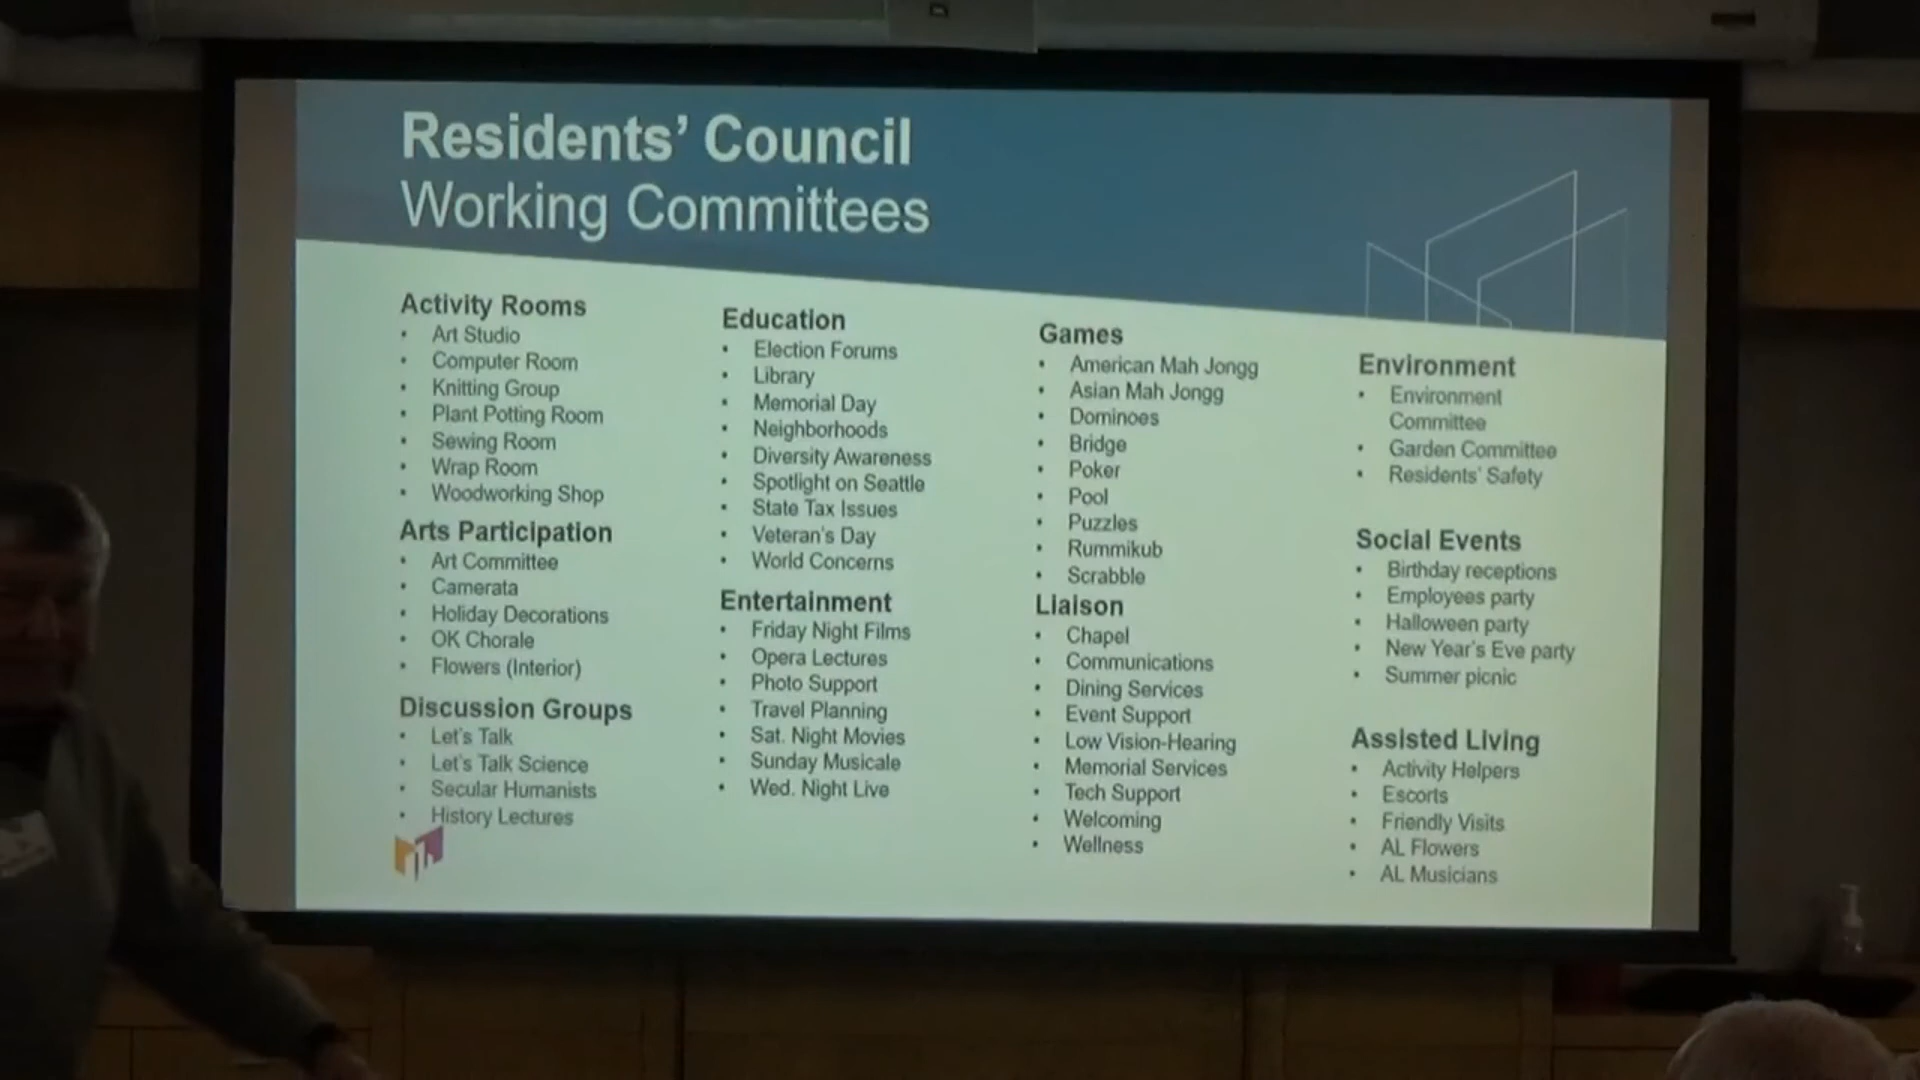 Residents' Council
Working Committees
Activity Rooms
• Art Studio
• Computer Room
• Knitting Group
• Plant Potting Room
• Sewing Room
• Wrap Room
• Woodworking Shop
Arts Participation
• Art Committee
• Camerata
• Holiday Decorations
• OK Chorale
• Flowers (Interior)
Discussion Groups
• Let's Talk
• Let's Talk Science
• Secular Humanists
• History Lectures
Education
• Election Forums
• Library
• Memorial Day
• Neighborhoods
• Diversity Awareness
• Spotlight on Seattle
• State Tax Issues
• Veteran's Day
• World Concerns
Entertainment
• Friday Night Films
• Opera Lectures
• Photo Support
• Travel Planning
• Sat. Night Movies
• Sunday Musicale
• Wed. Night Live
Games
• American Mah Jongg
• Asian Mah Jongg
• Dominoes
• Bridge
• Poker
• Pool
• Puzzles
• Rummikub
• Scrabble
Liaison
• Chapel
• Communications
• Dining Services
• Event Support
• Low Vision-Hearing
• Memorial Services
• Tech Support
• Welcoming
• Wellness
Environment
• Environment
Committee
• Garden Committee
• Residents' Safety
Social Events
• Birthday receptions
• Employees party
• Halloween party
• New Year's Eve party
• Summer picnic
Assisted Living
• Activity Helpers
• Escorts
• Friendly Visits
• AL Flowers
• AL Musicians